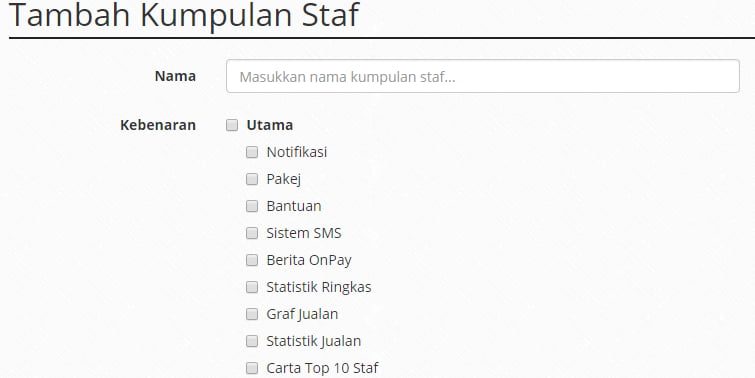 Tambah Kumpulan Staf
Nama Masukkan nama kumpulan staf...
Kebenaran Utama
Notifikasi
Pakej
Bantuan
Sistem SMS
Berita OnPay
Statistik Ringkas
Graf Jualan
Statistik Jualan
Carta Top 10 Staf